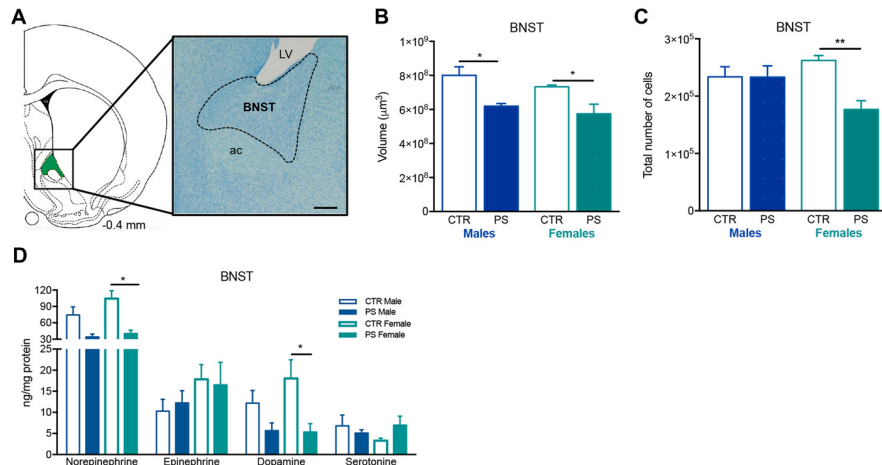 A
LV
BNST
ac
-0.4 mm
B
BNST
Volume (µm³)
1×10⁹
8×10⁸
6×10⁸
4×10⁸
2×10⁸
0
*
*
CTR PS CTR PS
Males Females
C
BNST
Total number of cells
3×10⁵
2×10⁵
1×10⁵
0
**
CTR PS CTR PS
Males Females
D
BNST
ng/mg protein
120
90
60
30
25
20
15
10
5
0
*
*
CTR Male
PS Male
CTR Female
PS Female
Norepinephrine Epinephrine Dopamine Serotonine